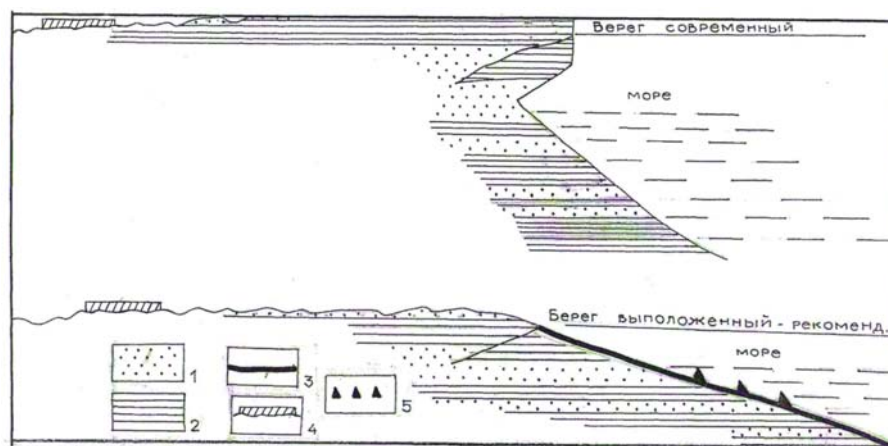 Берег современный
море
Берег выположенный - рекоменд.
море
1
2
3
4
5